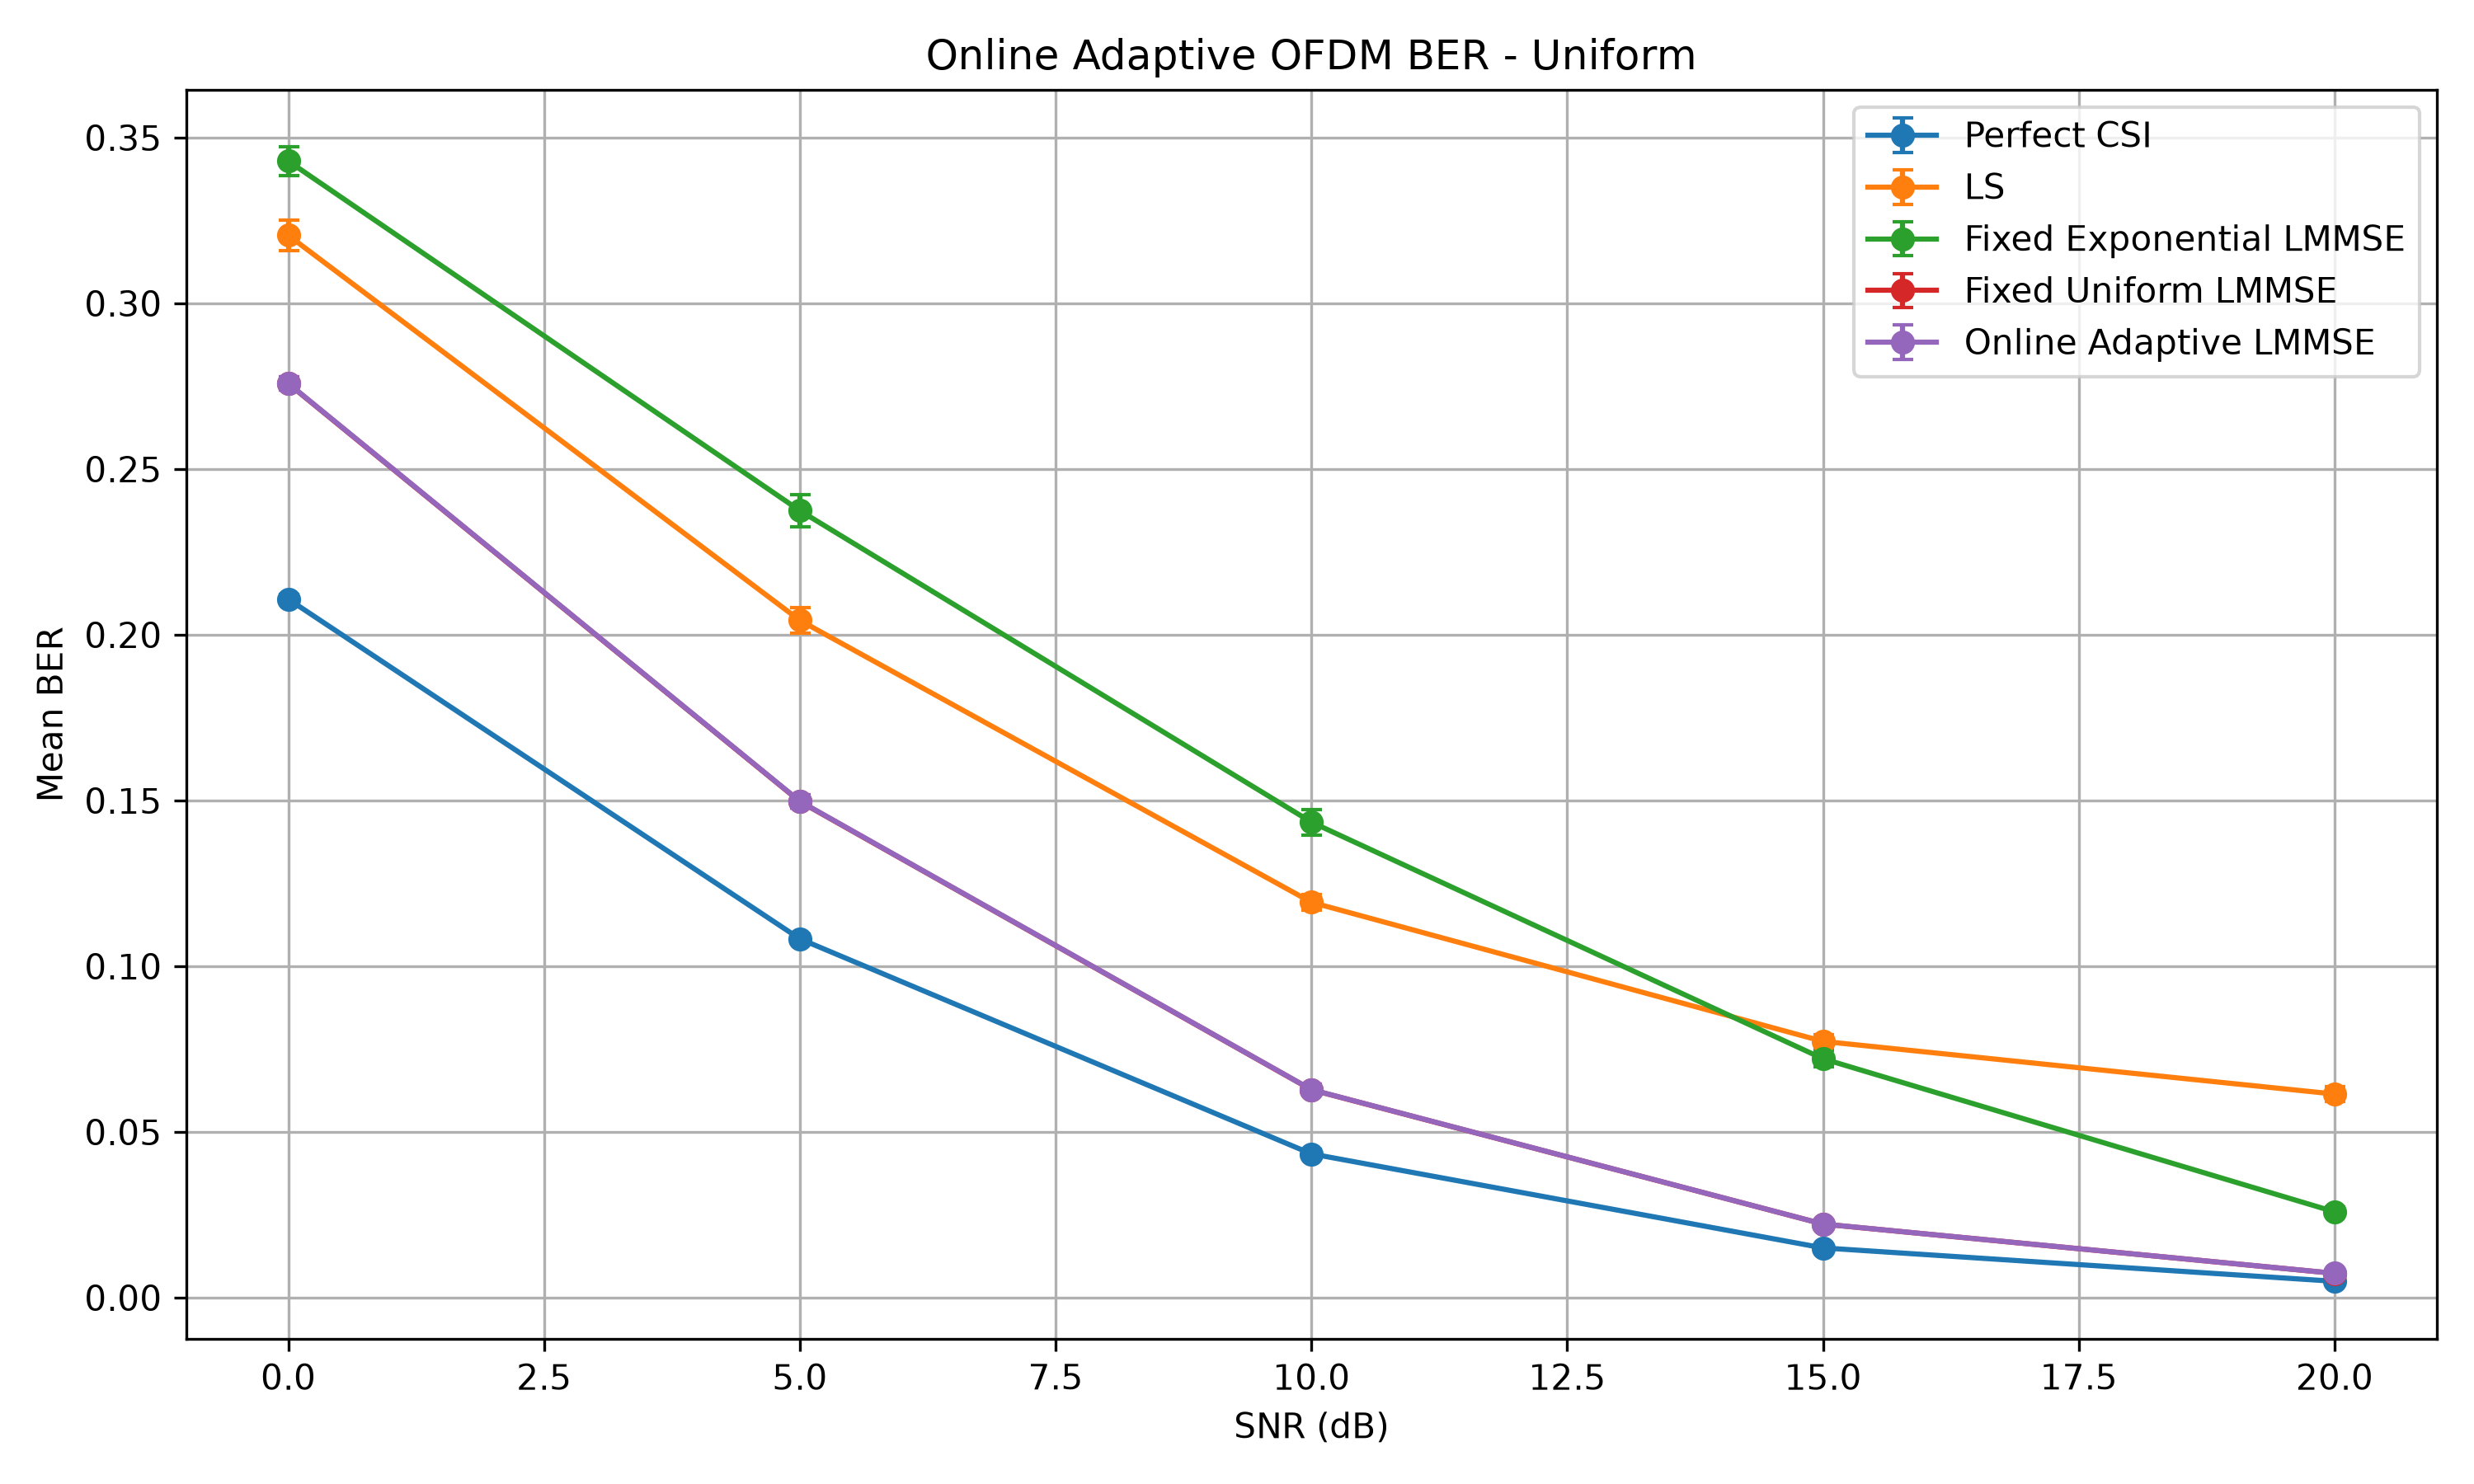 Online Adaptive OFDM BER - Uniform
Perfect CSI
LS
Fixed Exponential LMMSE
Fixed Uniform LMMSE
Online Adaptive LMMSE
Mean BER
0.35
0.30
0.25
0.20
0.15
0.10
0.05
0.00
0.0 2.5 5.0 7.5 10.0 12.5 15.0 17.5 20.0
SNR (dB)